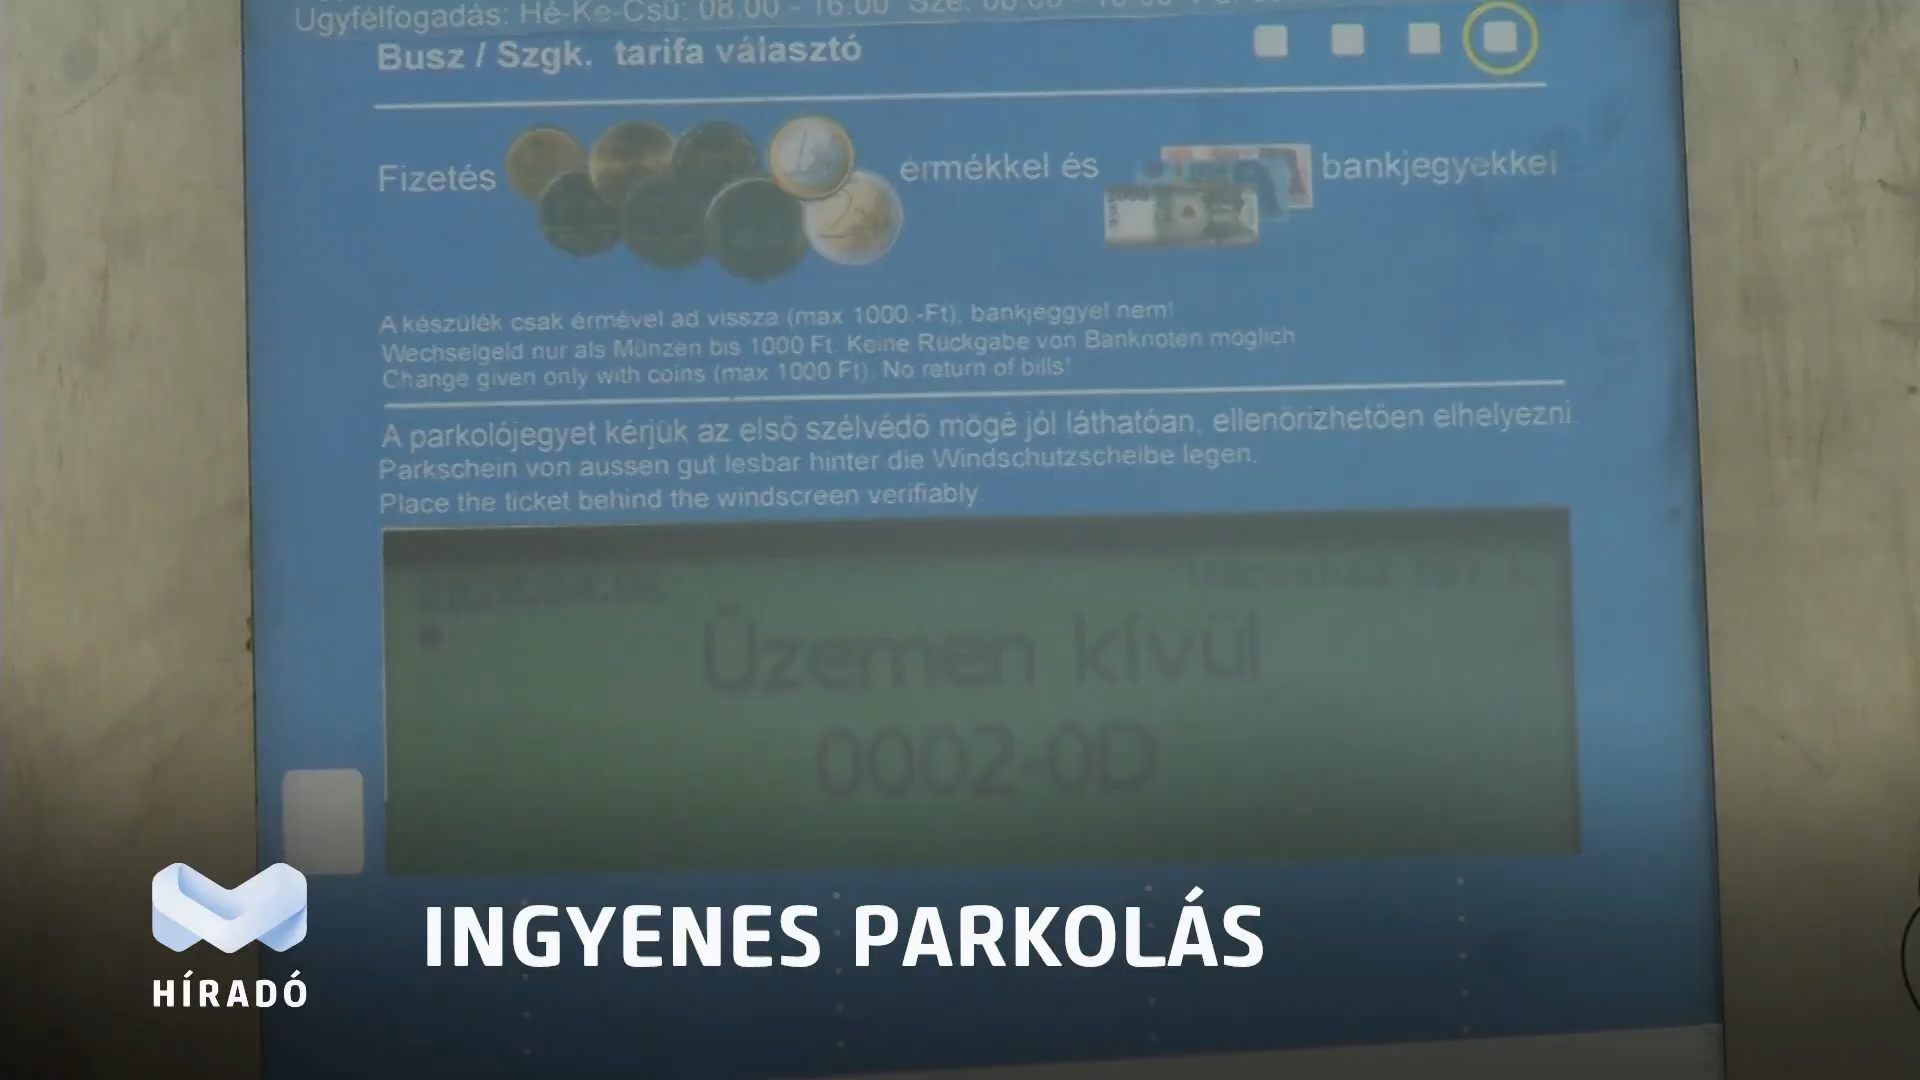 Ügyfélfogadás: Hé-Ke-Csü: 08.00 - 16.00 Sze:
Busz / Szgk. tarifa választó
Fizetés érmékkel és bankjegyekkel
A készülék csak érmével ad vissza (max 1000.-Ft), bankjeggyel nem!
Wechselgeld nur als Münzen bis 1000 Ft. Keine Rückgabe von Banknoten möglich
Change given only with coins (max 1000 Ft). No return of bills!
A parkolójegyet kérjük az első szélvédő mögé jól láthatóan, ellenőrizhetően elhelyezni.
Parkschein von aussen gut lesbar hinter die Windschutzscheibe legen.
Place the ticket behind the windscreen verifiably.
Üzemen kívül
0002-0D
INGYENES PARKOLÁS
HÍRADÓ